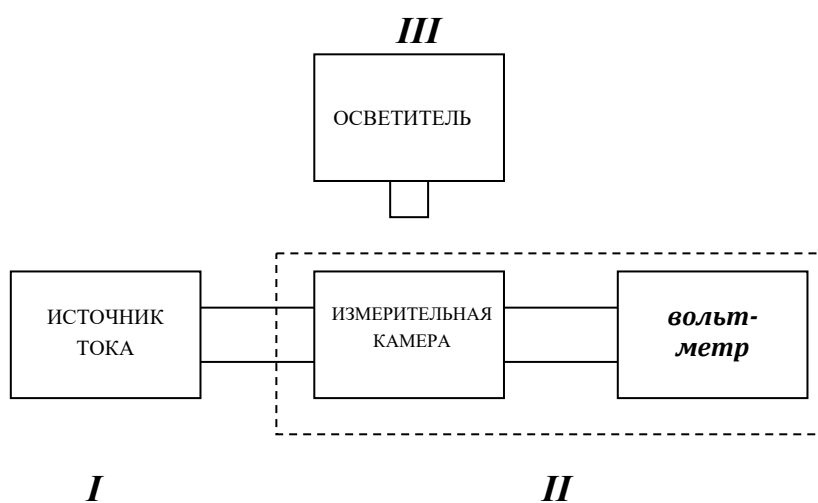 III
ОСВЕТИТЕЛЬ
ИСТОЧНИК
ТОКА
ИЗМЕРИТЕЛЬНАЯ
КАМЕРА
вольт-
метр
I
II